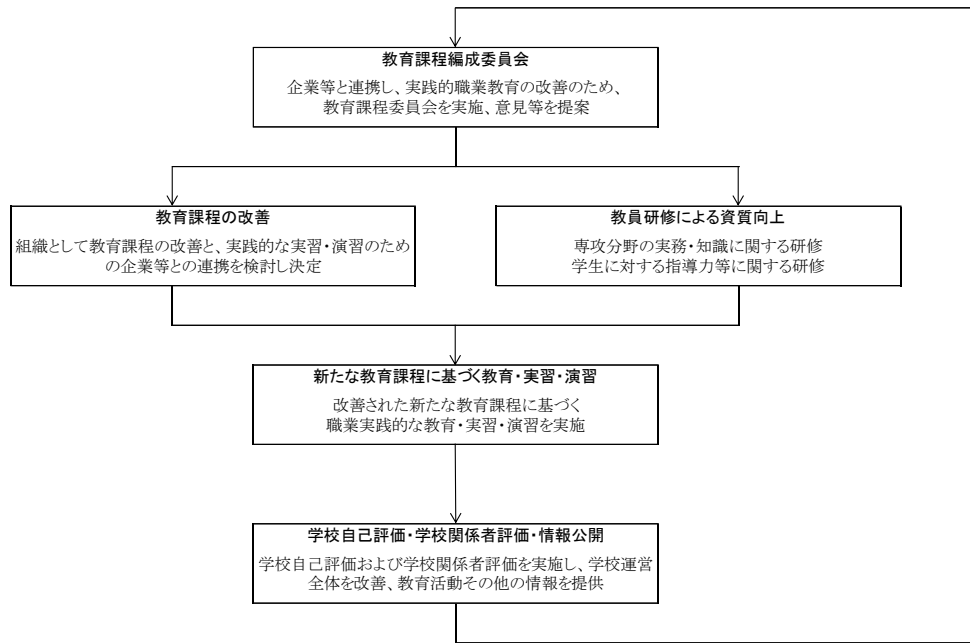 教育課程編成委員会
企業等と連携し、実践的職業教育の改善のため、
教育課程委員会を実施、意見等を提案
教育課程の改善
組織として教育課程の改善と、実践的な実習・演習のため
の企業等との連携を検討し決定
教員研修による資質向上
専攻分野の実務・知識に関する研修
学生に対する指導力等に関する研修
新たな教育課程に基づく教育・実習・演習
改善された新たな教育課程に基づく
職業実践的な教育・実習・演習を実施
学校自己評価・学校関係者評価・情報公開
学校自己評価および学校関係者評価を実施し、学校運営
全体を改善、教育活動その他の情報を提供